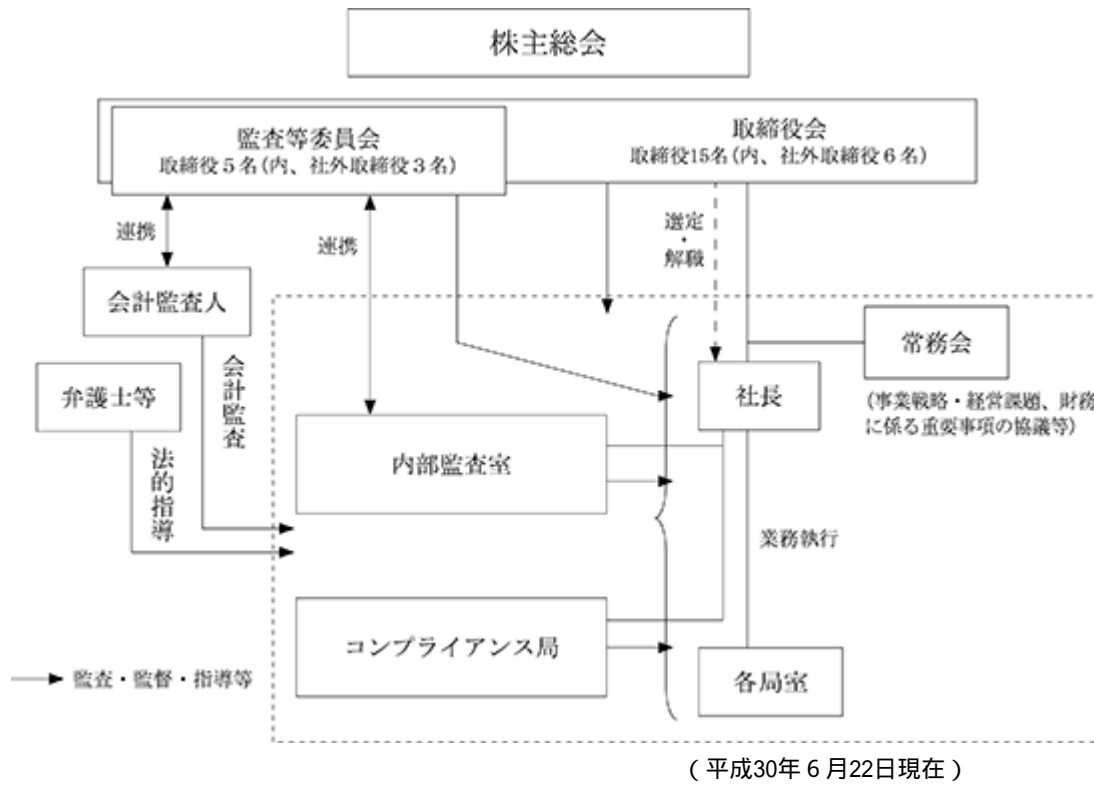 株主総会
監査等委員会
取締役5名(内、社外取締役3名)
取締役会
取締役15名(内、社外取締役6名)
連携
連携
選定・解職
会計監査人
常務会
(事業戦略・経営課題、財務
に係る重要事項の協議等)
弁護士等
会計監査
社長
法的指導
内部監査室
業務執行
コンプライアンス局
各局室
監査・監督・指導等
(平成30年6月22日現在)